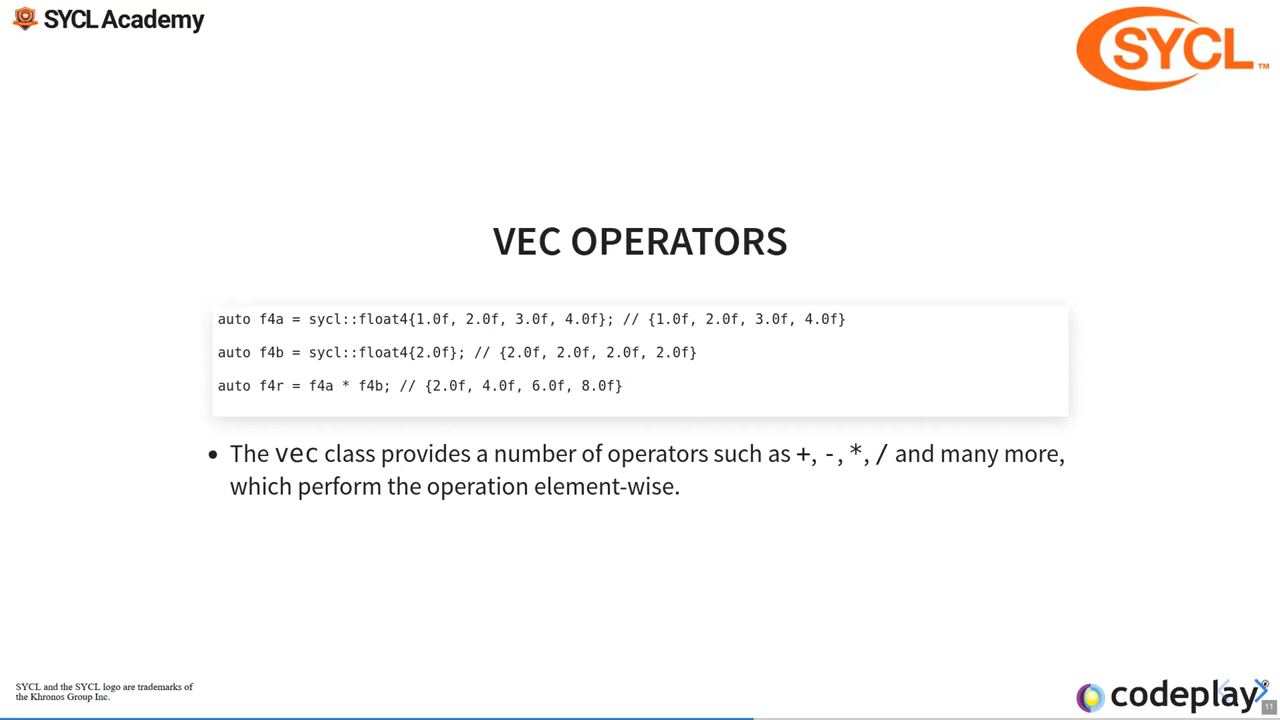 SYCL Academy
SYCL™
VEC OPERATORS
auto f4a = sycl::float4{1.0f, 2.0f, 3.0f, 4.0f}; // {1.0f, 2.0f, 3.0f, 4.0f}
auto f4b = sycl::float4{2.0f}; // {2.0f, 2.0f, 2.0f, 2.0f}
auto f4r = f4a * f4b; // {2.0f, 4.0f, 6.0f, 8.0f}
• The vec class provides a number of operators such as +, -, *, / and many more,
which perform the operation element-wise.
SYCL and the SYCL logo are trademarks of
the Khronos Group Inc.
codeplay
11